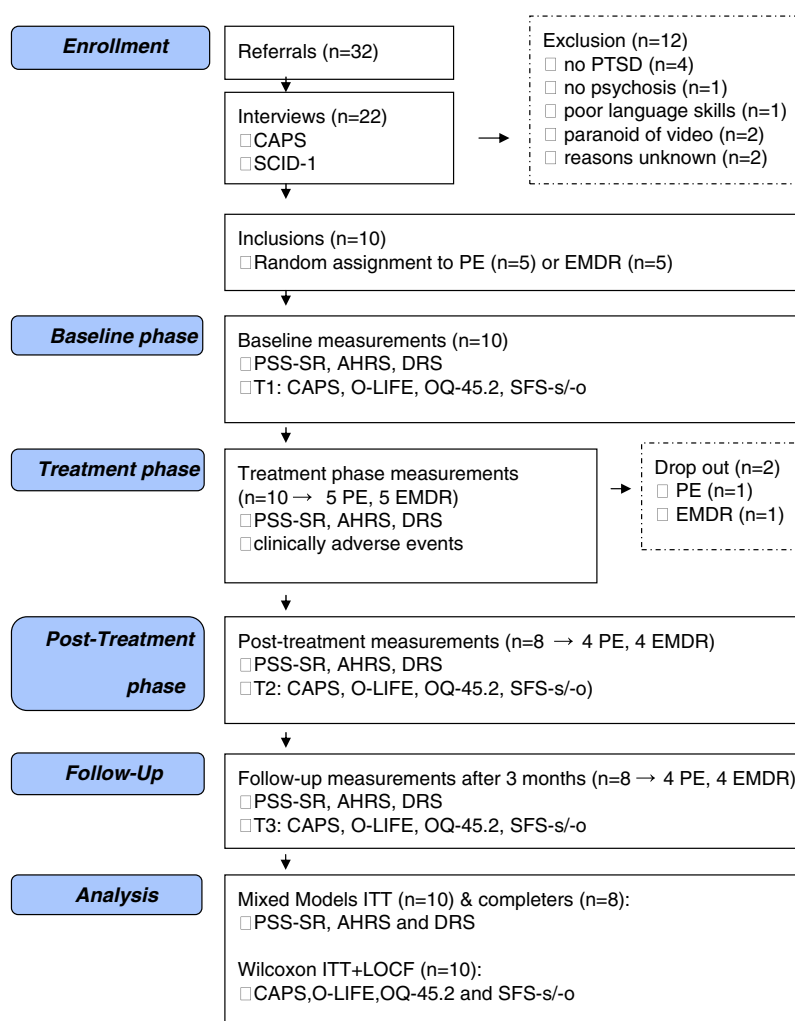 Enrollment
Referrals (n=32)
Interviews (n=22)
□CAPS
□SCID-1
Exclusion (n=12)
□ no PTSD (n=4)
□ no psychosis (n=1)
□ poor language skills (n=1)
□ paranoid of video (n=2)
□ reasons unknown (n=2)
Inclusions (n=10)
□Random assignment to PE (n=5) or EMDR (n=5)
Baseline phase
Baseline measurements (n=10)
□PSS-SR, AHRS, DRS
□T1: CAPS, O-LIFE, OQ-45.2, SFS-s/-o
Treatment phase
Treatment phase measurements
(n=10 → 5 PE, 5 EMDR)
□PSS-SR, AHRS, DRS
□clinically adverse events
Drop out (n=2)
□ PE (n=1)
□ EMDR (n=1)
Post-Treatment
phase
Post-treatment measurements (n=8 → 4 PE, 4 EMDR)
□PSS-SR, AHRS, DRS
□T2: CAPS, O-LIFE, OQ-45.2, SFS-s/-o)
Follow-Up
Follow-up measurements after 3 months (n=8 → 4 PE, 4 EMDR)
□PSS-SR, AHRS, DRS
□T3: CAPS, O-LIFE, OQ-45.2, SFS-s/-o
Analysis
Mixed Models ITT (n=10) & completers (n=8):
□PSS-SR, AHRS and DRS
Wilcoxon ITT+LOCF (n=10):
□CAPS,O-LIFE,OQ-45.2 and SFS-s/-o